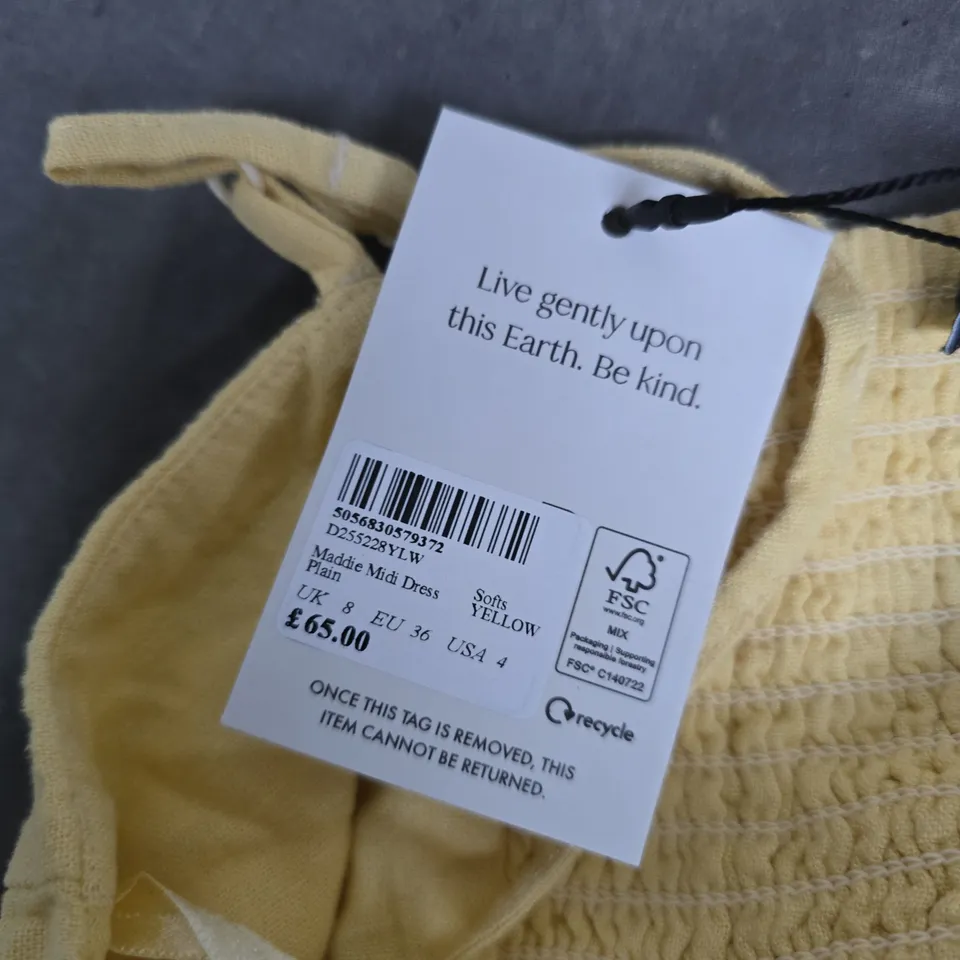 Live gently upon
this Earth. Be kind.
5056830579372
D255228YLW
Maddie Midi Dress Softs
Plain YELLOW
UK 8 EU 36 USA 4
£65.00
FSC
www.fsc.org
MIX
Packaging | Supporting
responsible forestry
FSC® C140722
recycle
ONCE THIS TAG IS REMOVED, THIS
ITEM CANNOT BE RETURNED.